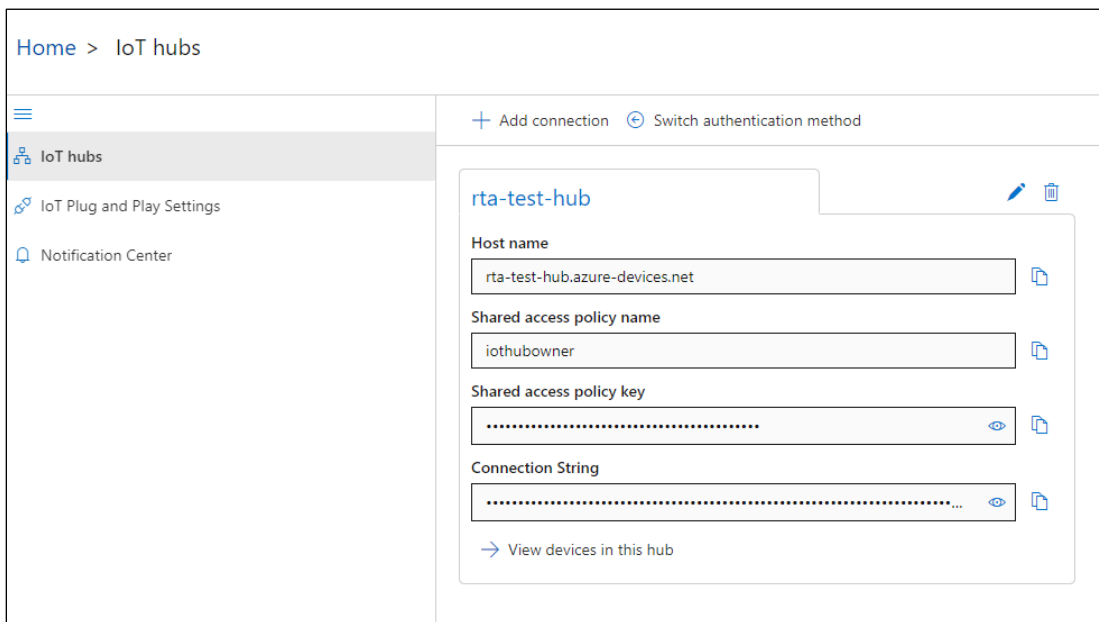 Home > IoT hubs
+ Add connection Switch authentication method
IoT hubs
IoT Plug and Play Settings
Notification Center
rta-test-hub
Host name
rta-test-hub.azure-devices.net
Shared access policy name
iothubowner
Shared access policy key
•••••••••••••••••••••••••••••••••••••••••••
Connection String
••••••••••••••••••••••••••••••••••••••••••••••••••••••••••••••••••••••••••...
→ View devices in this hub